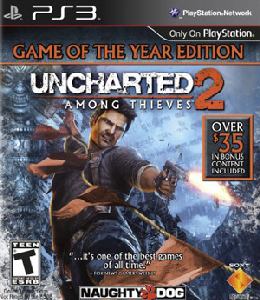 PS3
PlayStation Network
Only On PlayStation
GAME OF THE YEAR EDITION
UNCHARTED 2
AMONG THIEVES
OVER
$35
IN BONUS
CONTENT
INCLUDED
TEEN
T
ESRB
"...it's one of the best games
of all time."
NAUGHTY DOG
SONY